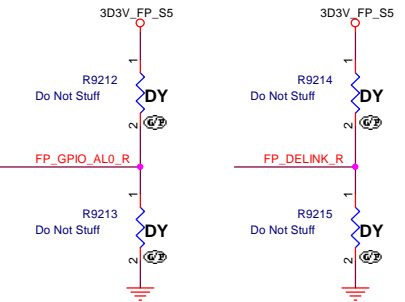 3D3V_FP_S5
1
R9212
Do Not Stuff
DY
2
G/P
FP_GPIO_AL0_R
1
R9213
Do Not Stuff
DY
2
G/P
3D3V_FP_S5
1
R9214
Do Not Stuff
DY
2
G/P
FP_DELINK_R
1
R9215
Do Not Stuff
DY
2
G/P